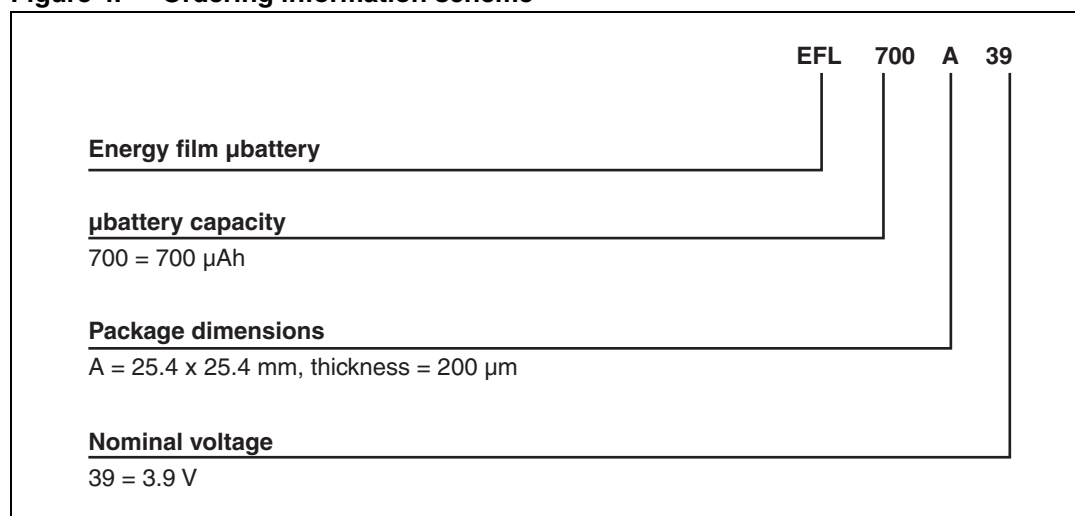 Figure 4. Ordering information scheme
EFL 700 A 39
Energy film µbattery
µbattery capacity
700 = 700 µAh
Package dimensions
A = 25.4 x 25.4 mm, thickness = 200 µm
Nominal voltage
39 = 3.9 V